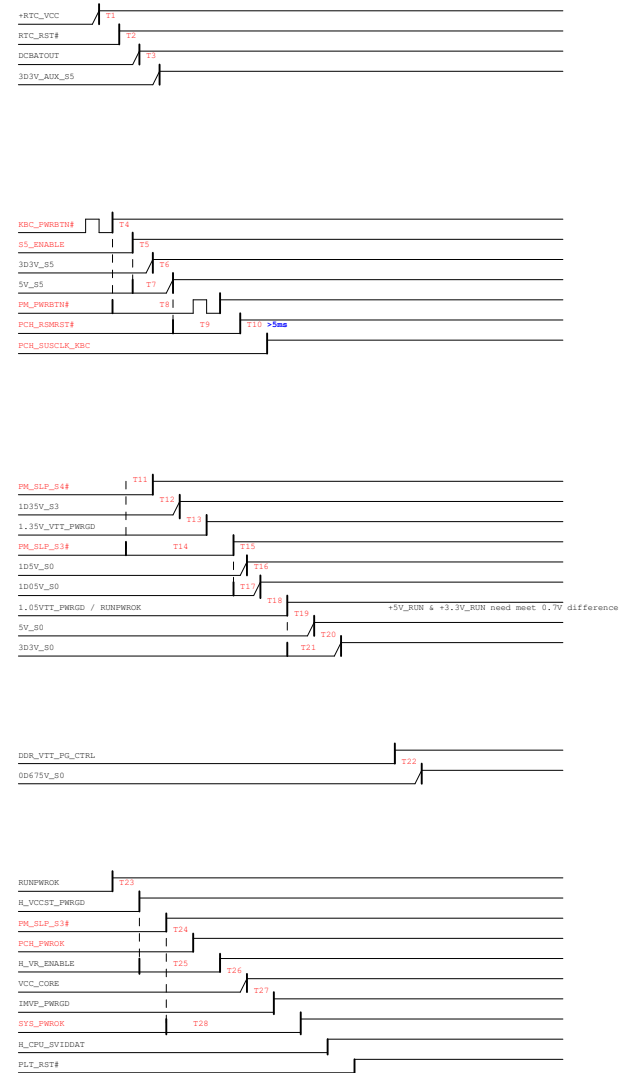 +RTC_VCC T1
RTC_RST# T2
DCBATOUT T3
3D3V_AUX_S5
KBC_PWRBTN# T4
S5_ENABLE T5
3D3V_S5 T6
5V_S5 T7
PM_PWRBTN# T8
PCH_RSMRST# T9 T10 >5ms
PCH_SUSCLK_KBC
PM_SLP_S4# T11
1D35V_S3 T12
1.35V_VTT_PWRGD T13
PM_SLP_S3# T14 T15
1D5V_S0 T16
1D05V_S0 T17
1.05VTT_PWRGD / RUNPWROK T18 +5V_RUN & +3.3V_RUN need meet 0.7V difference
5V_S0 T19
3D3V_S0 T20
T21
DDR_VTT_PG_CTRL
0D675V_S0 T22
RUNPWROK T23
H_VCCST_PWRGD
PM_SLP_S3# T24
PCH_PWROK
H_VR_ENABLE T25
VCC_CORE T26
IMVP_PWRGD T27
SYS_PWROK T28
H_CPU_SVIDDAT
PLT_RST#